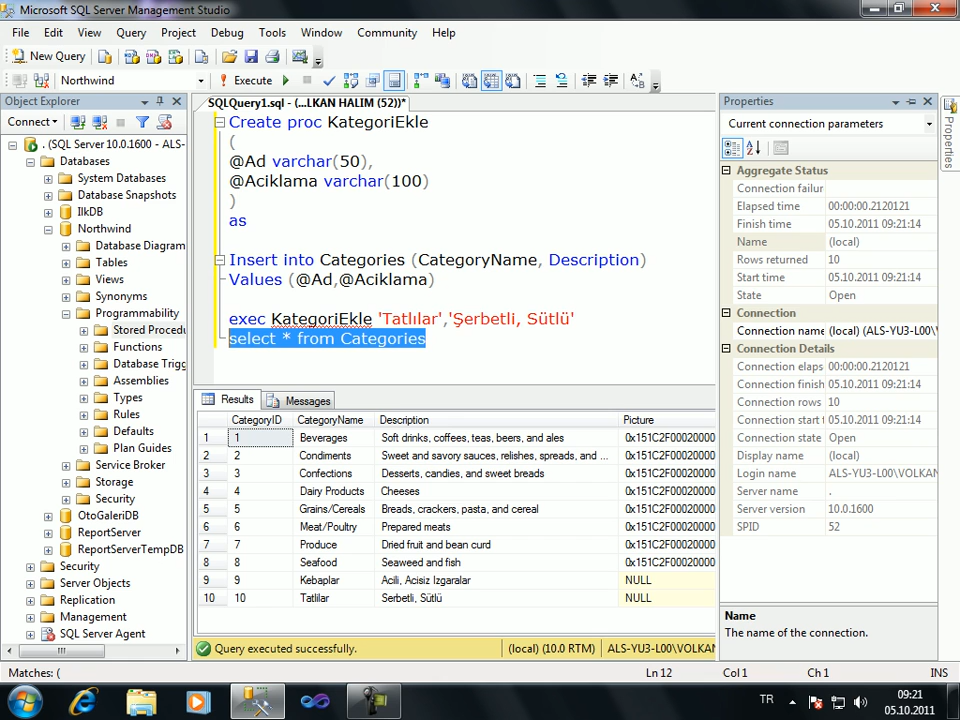 Microsoft SQL Server Management Studio
File Edit View Query Project Debug Tools Window Community Help
New Query
Northwind
Execute
Object Explorer
Connect
. (SQL Server 10.0.1600 - ALS-
Databases
System Databases
Database Snapshots
IlkDB
Northwind
Database Diagram
Tables
Views
Synonyms
Programmability
Stored Procedu
Functions
Database Trigg
Assemblies
Types
Rules
Defaults
Plan Guides
Service Broker
Storage
Security
OtoGaleriDB
ReportServer
ReportServerTempDB
Security
Server Objects
Replication
Management
SQL Server Agent
SQLQuery1.sql - (...LKAN HALIM (52))*
Create proc KategoriEkle
(
@Ad varchar(50),
@Aciklama varchar(100)
)
as
Insert into Categories (CategoryName, Description)
Values (@Ad,@Aciklama)
exec KategoriEkle 'Tatlılar','Şerbetli, Sütlü'
select * from Categories
Results Messages
CategoryID CategoryName Description Picture
1 1 Beverages Soft drinks, coffees, teas, beers, and ales 0x151C2F00020000
2 2 Condiments Sweet and savory sauces, relishes, spreads, and ... 0x151C2F00020000
3 3 Confections Desserts, candies, and sweet breads 0x151C2F00020000
4 4 Dairy Products Cheeses 0x151C2F00020000
5 5 Grains/Cereals Breads, crackers, pasta, and cereal 0x151C2F00020000
6 6 Meat/Poultry Prepared meats 0x151C2F00020000
7 7 Produce Dried fruit and bean curd 0x151C2F00020000
8 8 Seafood Seaweed and fish 0x151C2F00020000
9 9 Kebaplar Acili, Acisiz Izgaralar NULL
10 10 Tatlilar Serbetli, Sütlü NULL
Query executed successfully. (local) (10.0 RTM) ALS-YU3-L00\VOLKAN
Properties
Current connection parameters
Aggregate Status
Connection failur
Elapsed time 00:00:00.2120121
Finish time 05.10.2011 09:21:14
Name (local)
Rows returned 10
Start time 05.10.2011 09:21:14
State Open
Connection
Connection name (local) (ALS-YU3-L00\V
Connection Details
Connection elaps 00:00:00.2120121
Connection finish 05.10.2011 09:21:14
Connection rows 10
Connection start t 05.10.2011 09:21:14
Connection state Open
Display name (local)
Login name ALS-YU3-L00\VOLKAN
Server name .
Server version 10.0.1600
SPID 52
Name
The name of the connection.
Properties
Matches: ( Ln 12 Col 1 Ch 1 INS
TR 09:21
05.10.2011